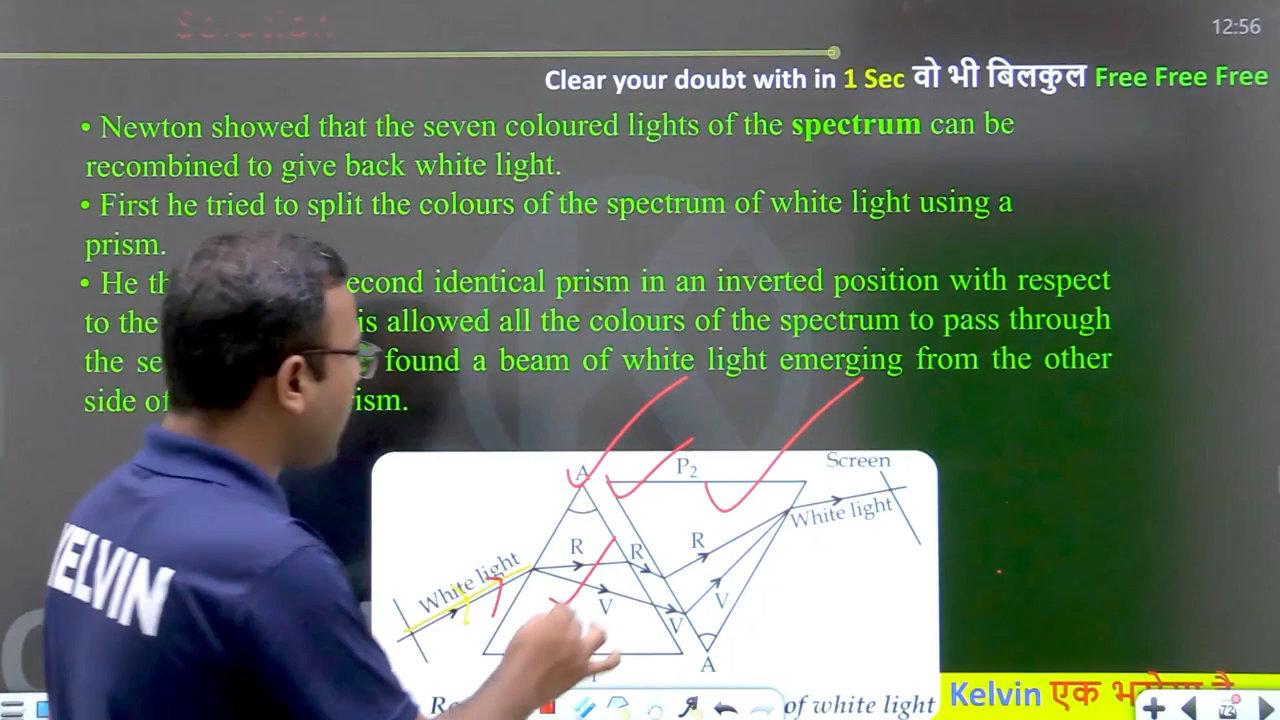 Solution
12:56
Clear your doubt with in 1 Sec वो भी बिलकुल Free Free Free
• Newton showed that the seven coloured lights of the spectrum can be
recombined to give back white light.
• First he tried to split the colours of the spectrum of white light using a
prism.
• He econd identical prism in an inverted position with respect
to the is allowed all the colours of the spectrum to pass through
the found a beam of white light emerging from the other
side of ism.
A
P2
Screen
White light
R
R
R
White light
V
V
V
A
of white light
KELVIN
Kelvin एक
72